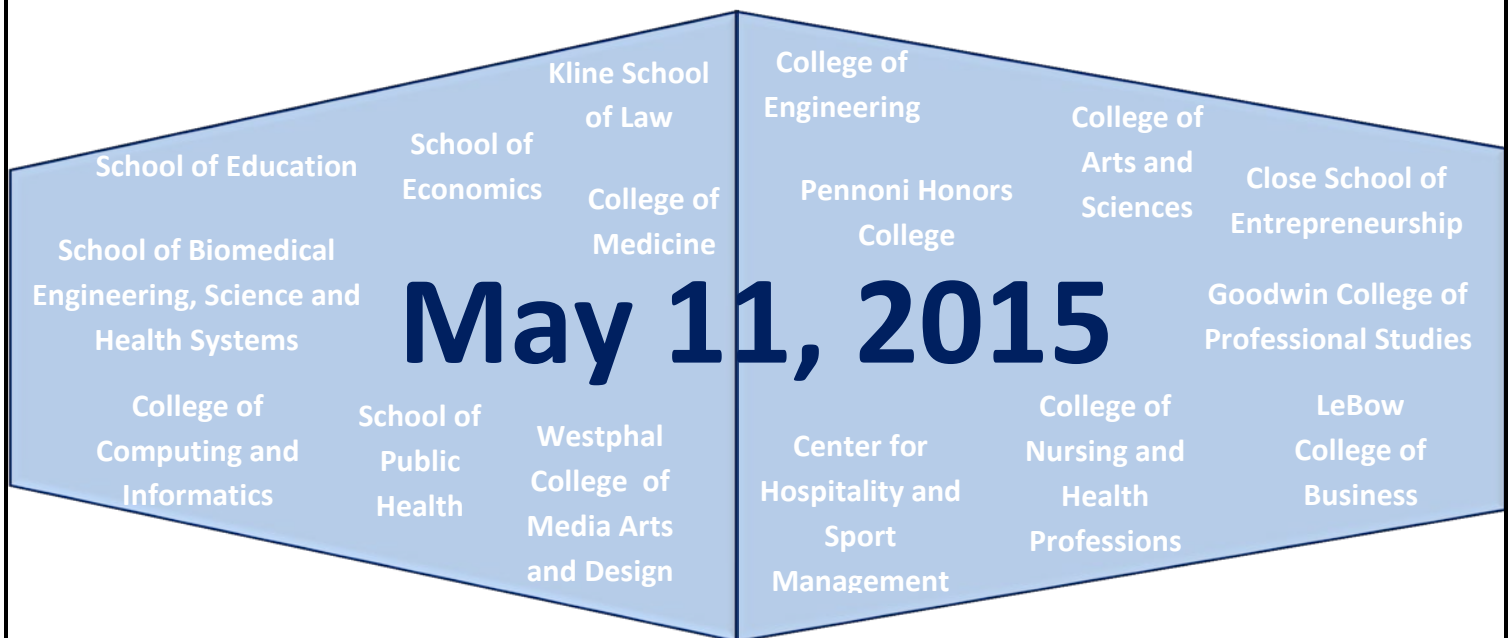 Kline School
of Law
College of
Engineering
School of Education
School of
Economics
College of
Medicine
College of
Arts and
Sciences
Pennoni Honors
College
Close School of
Entrepreneurship
School of Biomedical
Engineering, Science and
Health Systems
May 11, 2015
Goodwin College of
Professional Studies
College of
Computing and
Informatics
School of
Public
Health
Westphal
College of
Media Arts
and Design
Center for
Hospitality and
Sport
Management
College of
Nursing and
Health
Professions
LeBow
College of
Business